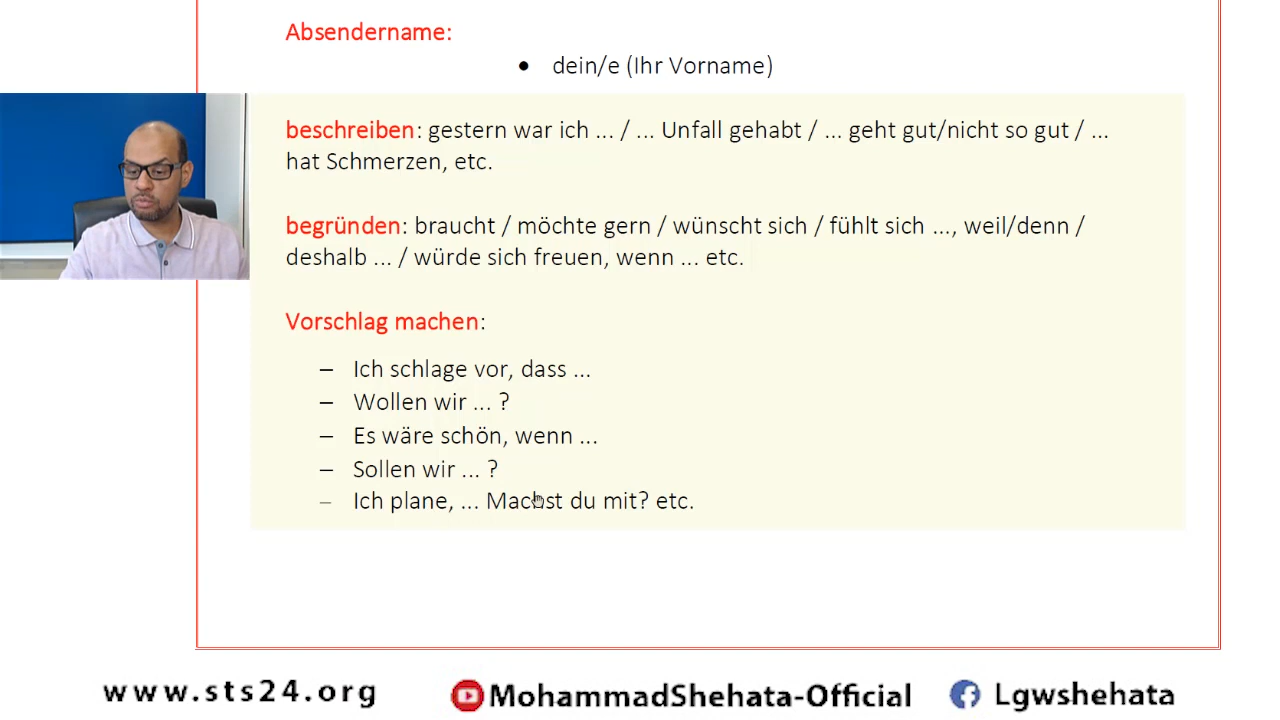 Absendername:
• dein/e (Ihr Vorname)
beschreiben: gestern war ich ... / ... Unfall gehabt / ... geht gut/nicht so gut / ...
hat Schmerzen, etc.
begründen: braucht / möchte gern / wünscht sich / fühlt sich ..., weil/denn /
deshalb ... / würde sich freuen, wenn ... etc.
Vorschlag machen:
– Ich schlage vor, dass ...
– Wollen wir ... ?
– Es wäre schön, wenn ...
– Sollen wir ... ?
– Ich plane, ... Machst du mit? etc.
www.sts24.org MohammadShehata-Official Lgwshehata